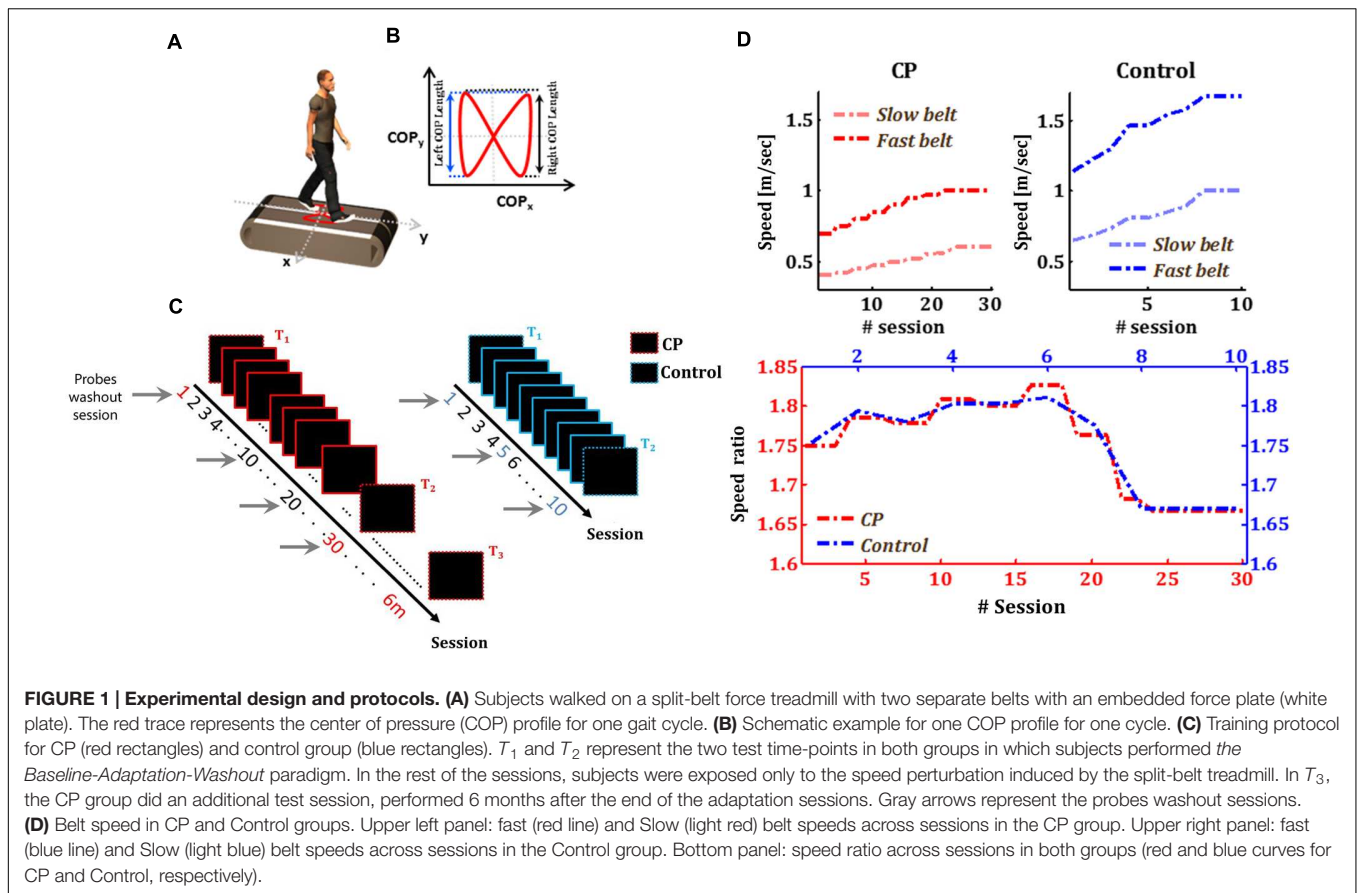 A
y
x
B
Left COP Length
Right COP Length
COPy
COPx
C
Probes
washout
session
T1
1 2 3 4 . . . 10 . . . 20 . . . 30 . . . . 6m
T2
T3
Session
T1
1 2 3 4 5 6 . . . . 10
T2
Session
CP
Control
D
CP
Speed [m/sec]
1.5
1
0.5
Slow belt
Fast belt
10 20 30
# session
Control
Speed [m/sec]
1.5
1
0.5
Slow belt
Fast belt
5 10
# session
2 4 6 8 10
Speed ratio
1.85 1.85
1.8 1.8
1.75 1.75
1.7 1.7
1.65 1.65
1.6 1.6
CP
Control
5 10 15 20 25 30
# Session
FIGURE 1 | Experimental design and protocols. (A) Subjects walked on a split-belt force treadmill with two separate belts with an embedded force plate (white
plate). The red trace represents the center of pressure (COP) profile for one gait cycle. (B) Schematic example for one COP profile for one cycle. (C) Training protocol
for CP (red rectangles) and control group (blue rectangles). T1 and T2 represent the two test time-points in both groups in which subjects performed the
Baseline-Adaptation-Washout paradigm. In the rest of the sessions, subjects were exposed only to the speed perturbation induced by the split-belt treadmill. In T3,
the CP group did an additional test session, performed 6 months after the end of the adaptation sessions. Gray arrows represent the probes washout sessions.
(D) Belt speed in CP and Control groups. Upper left panel: fast (red line) and Slow (light red) belt speeds across sessions in the CP group. Upper right panel: fast
(blue line) and Slow (light blue) belt speeds across sessions in the Control group. Bottom panel: speed ratio across sessions in both groups (red and blue curves for
CP and Control, respectively).